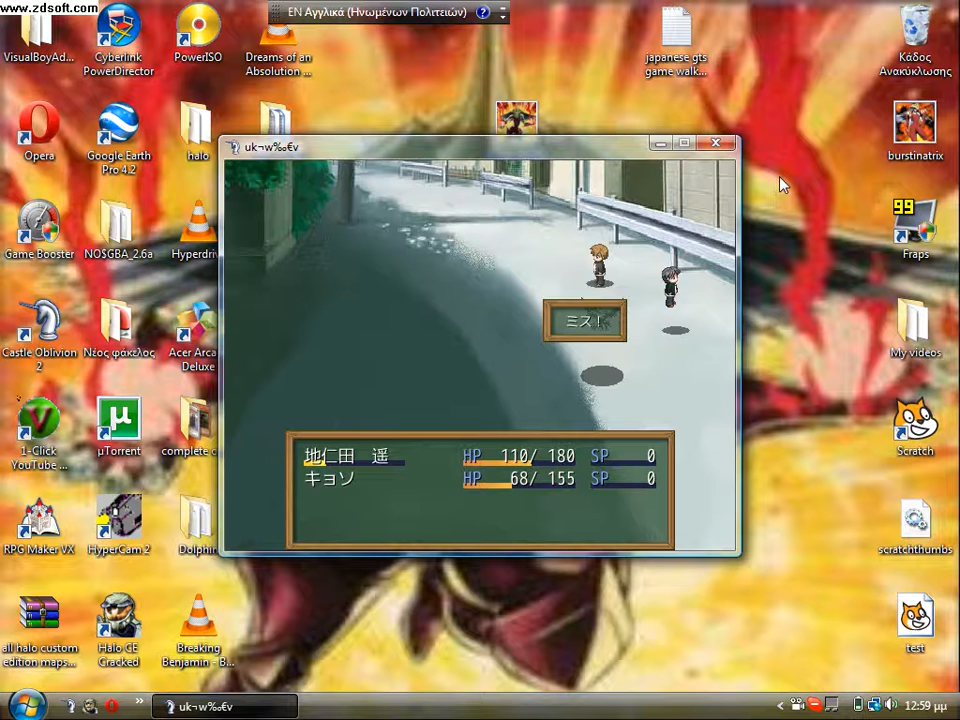 www.zdsoft.com
EN Αγγλικά (Ηνωμένων Πολιτειών)
VisualBoyAd...
Cyberlink
PowerDirector
PowerISO
Dreams of an
Absolution ...
japanese gts
game walk...
Κάδος
Ανακύκλωσης
Opera
Google Earth
Pro 4.2
halo
burstinatrix
uk¬w‰€v
Game Booster
NO$GBA_2.6a
Hyperdriv
99
Fraps
ミス！
Castle Oblivion
2
Νέος φάκελος
Acer Arca
Deluxe
My videos
1-Click
YouTube ...
µTorrent
complete c
Scratch
地仁田 遥 HP 110/ 180 SP 0
キョソ HP 68/ 155 SP 0
RPG Maker VX
HyperCam 2
Dolphin
scratchthumbs
all halo custom
edition maps...
Halo CE
Cracked
Breaking
Benjamin - B...
test
uk¬w‰€v
12:59 μμ